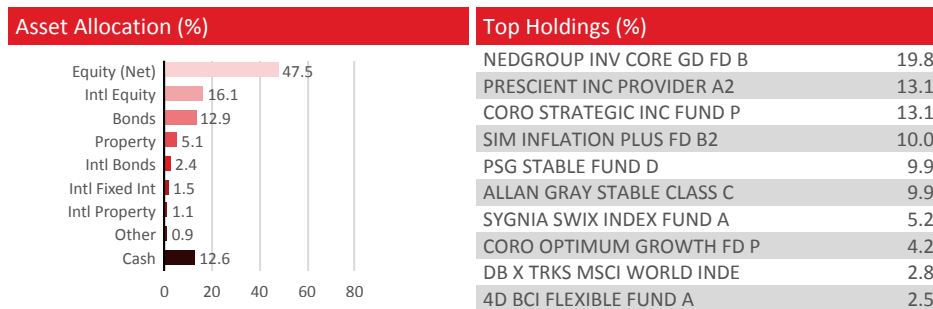 Asset Allocation (%)
Equity (Net) 47.5
Intl Equity 16.1
Bonds 12.9
Property 5.1
Intl Bonds 2.4
Intl Fixed Int 1.5
Intl Property 1.1
Other 0.9
Cash 12.6
0 20 40 60 80
Top Holdings (%)
NEDGROUP INV CORE GD FD B 19.8
PRESCIENT INC PROVIDER A2 13.1
CORO STRATEGIC INC FUND P 13.1
SIM INFLATION PLUS FD B2 10.0
PSG STABLE FUND D 9.9
ALLAN GRAY STABLE CLASS C 9.9
SYGNIA SWIX INDEX FUND A 5.2
CORO OPTIMUM GROWTH FD P 4.2
DB X TRKS MSCI WORLD INDE 2.8
4D BCI FLEXIBLE FUND A 2.5